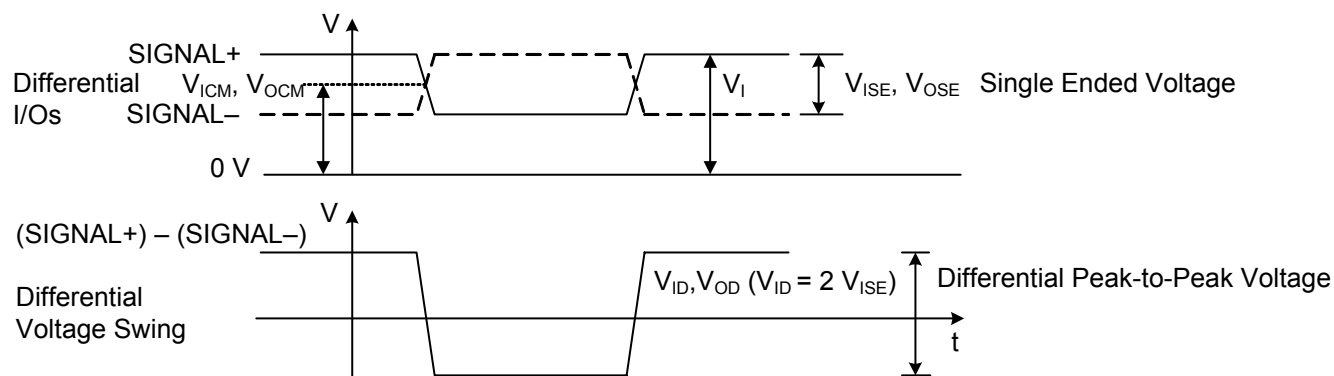 V
SIGNAL+
Differential I/Os
V_ICM, V_OCM
SIGNAL–
V_I
V_ISE, V_OSE Single Ended Voltage
0 V
V
(SIGNAL+) – (SIGNAL–)
V_ID,V_OD (V_ID = 2 V_ISE)
Differential Peak-to-Peak Voltage
Differential
Voltage Swing
t